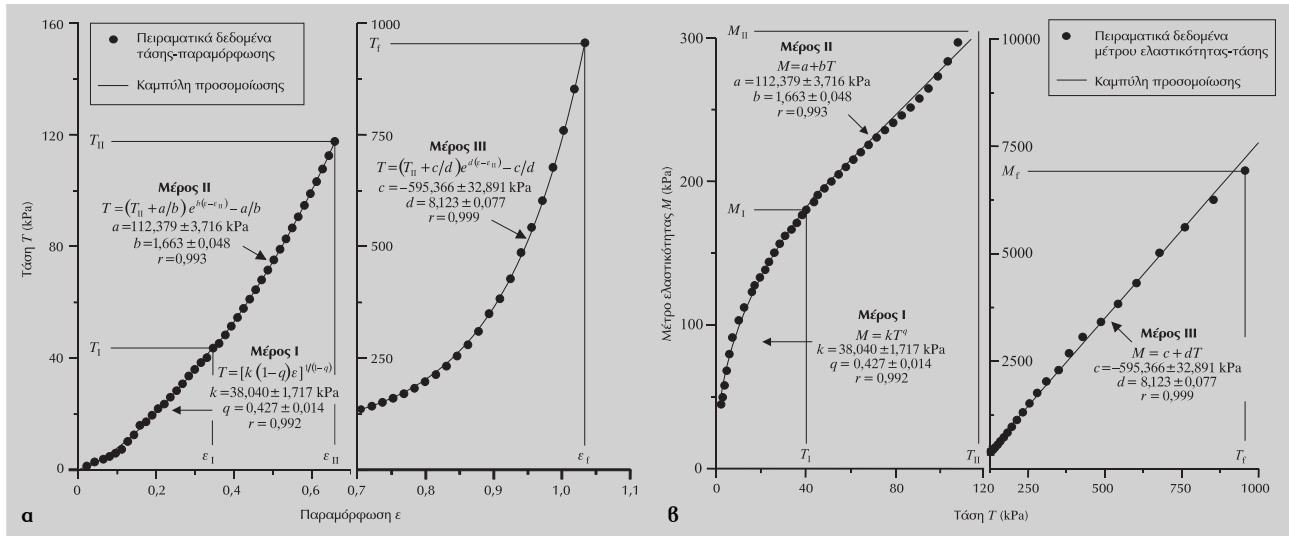 160
120
80
40
0
Τάση T (kPa)
Πειραματικά δεδομένα
τάσης-παραμόρφωσης
Καμπύλη προσομοίωσης
T_II
Μέρος II
T=(T_II+a/b) e^b(ε−ε_II) −a/b
a=112,379±3,716 kPa
b=1,663±0,048
r=0,993
T_I
Μέρος I
T=[k (1−q)ε]^1/(1−q)
k=38,040±1,717 kPa
q=0,427±0,014
r=0,992
ε_I
ε_II
0
0,2
0,4
0,6
1000
750
500
250
T_f
Μέρος III
T=(T_II+c/d)e^d(ε−ε_II)−c/d
c=−595,366±32,891 kPa
d=8,123±0,077
r=0,999
ε_f
0,7
0,8
0,9
1,0
1,1
Παραμόρφωση ε
α
300
200
100
0
Μέτρο ελαστικότητας M (kPa)
M_II
Μέρος II
M=a+bT
a=112,379±3,716 kPa
b=1,663±0,048
r=0,993
M_I
Μέρος I
M=kT^q
k=38,040±1,717 kPa
q=0,427±0,014
r=0,992
T_I
T_II
0
40
80
120
10000
7500
5000
2500
Πειραματικά δεδομένα
μέτρου ελαστικότητας-τάσης
Καμπύλη προσομοίωσης
M_f
Μέρος III
M=c+dT
c=−595,366±32,891 kPa
d=8,123±0,077
r=0,999
T_f
250
500
750
1000
Τάση T (kPa)
β